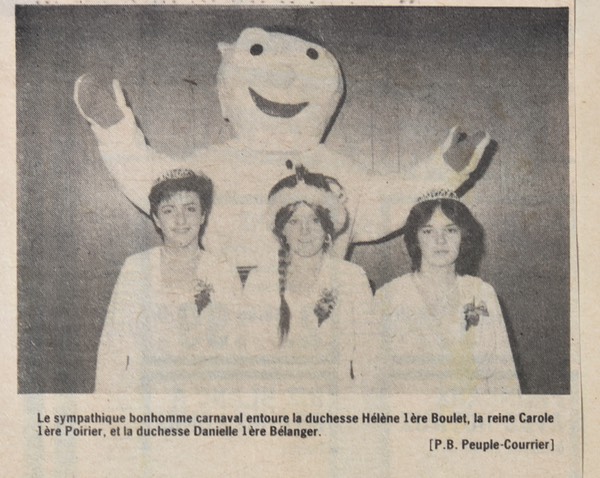 Le sympathique bonhomme carnaval entoure la duchesse Hélène 1ère Boulet, la reine Carole
1ère Poirier, et la duchesse Danielle 1ère Bélanger.
[P.B. Peuple-Courrier]